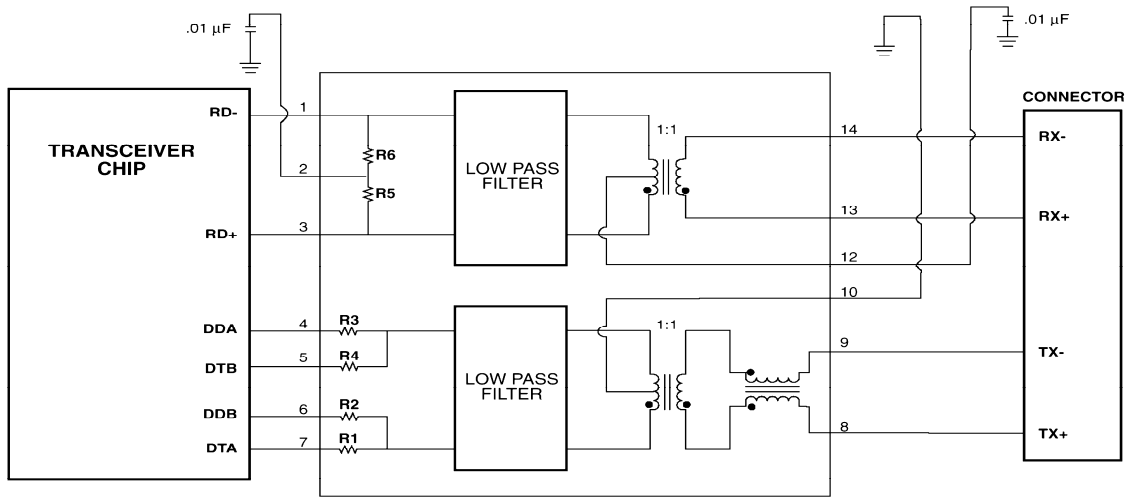 .01 µF
.01 µF
CONNECTOR
TRANSCEIVER
CHIP
RD-
1
R6
2
R5
RD+
3
LOW PASS
FILTER
1:1
14
RX-
13
RX+
12
10
DDA
4
R3
DTB
5
R4
DDB
6
R2
DTA
7
R1
LOW PASS
FILTER
1:1
9
TX-
8
TX+